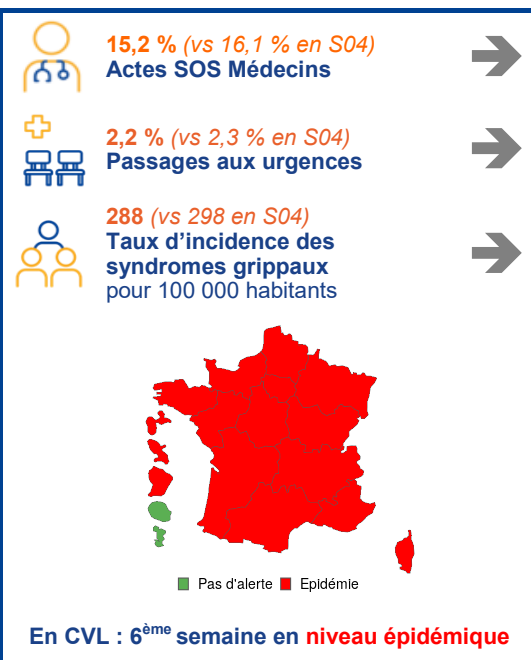 15,2 % (vs 16,1 % en S04)
Actes SOS Médecins
2,2 % (vs 2,3 % en S04)
Passages aux urgences
288 (vs 298 en S04)
Taux d’incidence des
syndromes grippaux
pour 100 000 habitants
Pas d'alerte Epidémie
En CVL : 6ème semaine en niveau épidémique